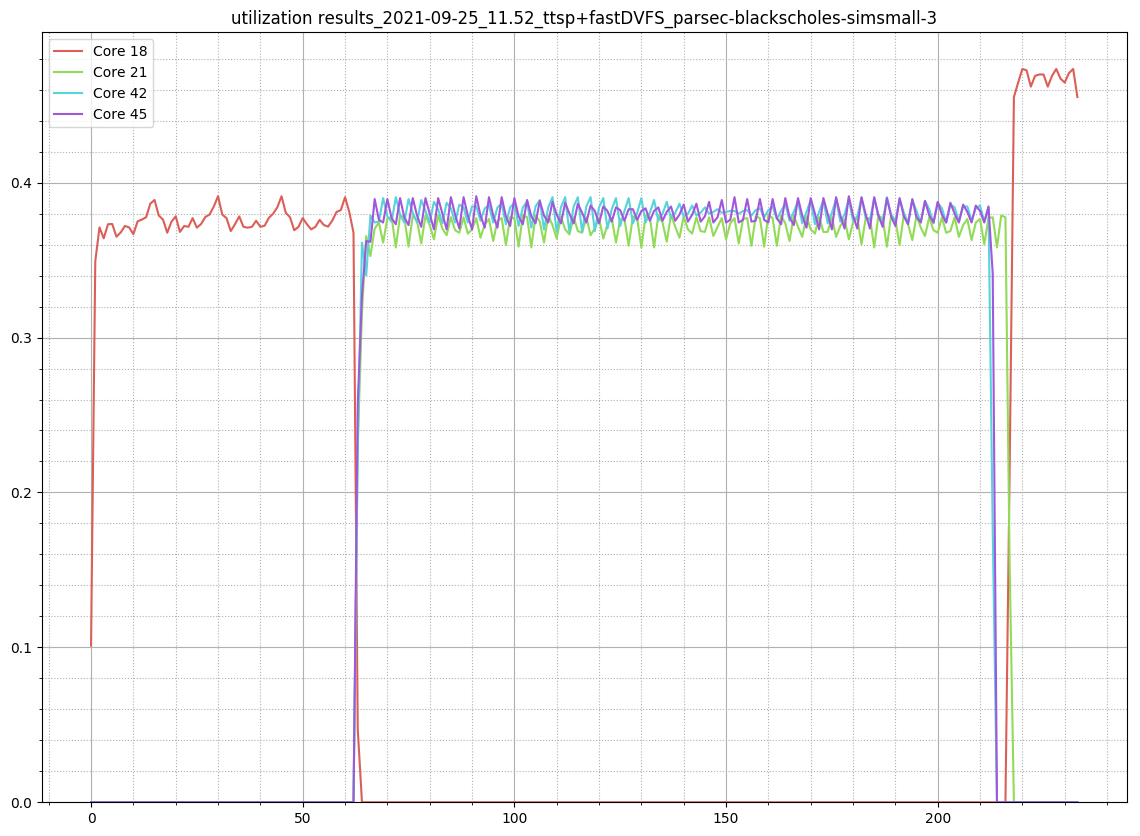 utilization results_2021-09-25_11.52_ttsp+fastDVFS_parsec-blackscholes-simsmall-3
Core 18
Core 21
Core 42
Core 45
0.4
0.3
0.2
0.1
0.0
0 50 100 150 200